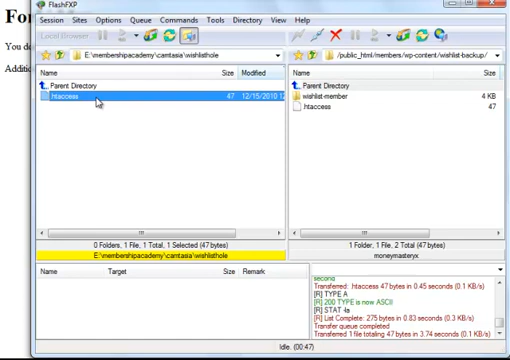 FlashFXP
For
You do
Additio
Session Sites Options Queue Commands Tools Directory View Help
Local Browser
E:\membershipacademy\camtasia\wishlisthole
/public_html/members/wp-content/wishlist-backup/
Name Size Modified
Parent Directory
.htaccess 47 12/15/2010 12
0 Folders, 1 File, 1 Total, 1 Selected (47 bytes)
E:\membershipacademy\camtasia\wishlisthole
Name Size
Parent Directory
wishlist-member 4 KB
.htaccess 47
1 Folder, 1 File, 2 Total (47 bytes)
moneymasteryx
Name Target Size Remark
second
Transferred: .htaccess 47 bytes in 0.45 seconds (0.1 KB/s)
[R] TYPE A
[R] 200 TYPE is now ASCII
[R] STAT -la
[R] List Complete: 275 bytes in 0.83 seconds (0.3 KB/s)
Transfer queue completed
Transferred 1 file totaling 47 bytes in 3.74 seconds (0.1 KB/s)
Idle. (00:47)